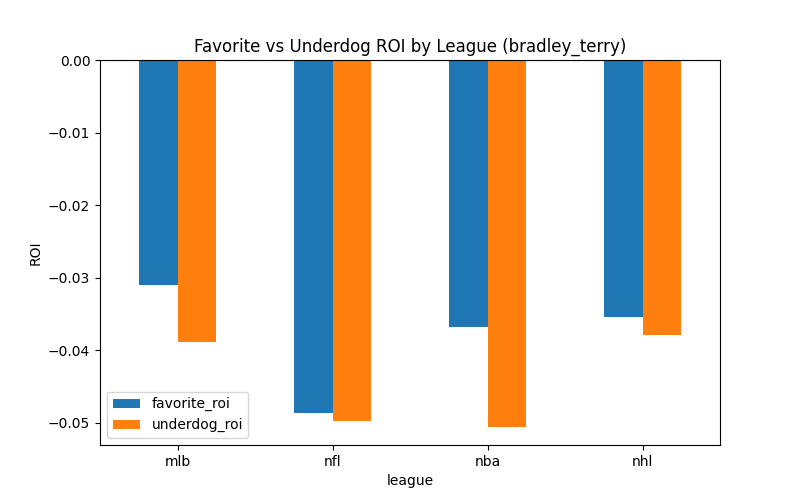 Favorite vs Underdog ROI by League (bradley_terry)
0.00
−0.01
−0.02
−0.03
−0.04
−0.05
ROI
favorite_roi
underdog_roi
mlb nfl nba nhl
league